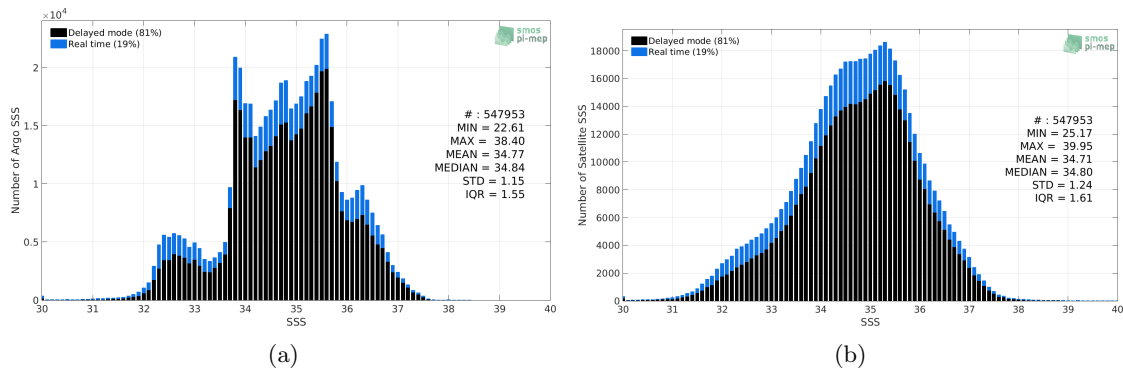 ×10⁴
Delayed mode (81%)
Real time (19%)
smos
pi-mep
2
1.5
1
0.5
0
Number of Argo SSS
# : 547953
MIN = 22.61
MAX = 38.40
MEAN = 34.77
MEDIAN = 34.84
STD = 1.15
IQR = 1.55
30 31 32 33 34 35 36 37 38 39 40
SSS
(a)
Delayed mode (81%)
Real time (19%)
smos
pi-mep
18000
16000
14000
12000
10000
8000
6000
4000
2000
0
Number of Satellite SSS
# : 547953
MIN = 25.17
MAX = 39.95
MEAN = 34.71
MEDIAN = 34.80
STD = 1.24
IQR = 1.61
30 31 32 33 34 35 36 37 38 39 40
SSS
(b)